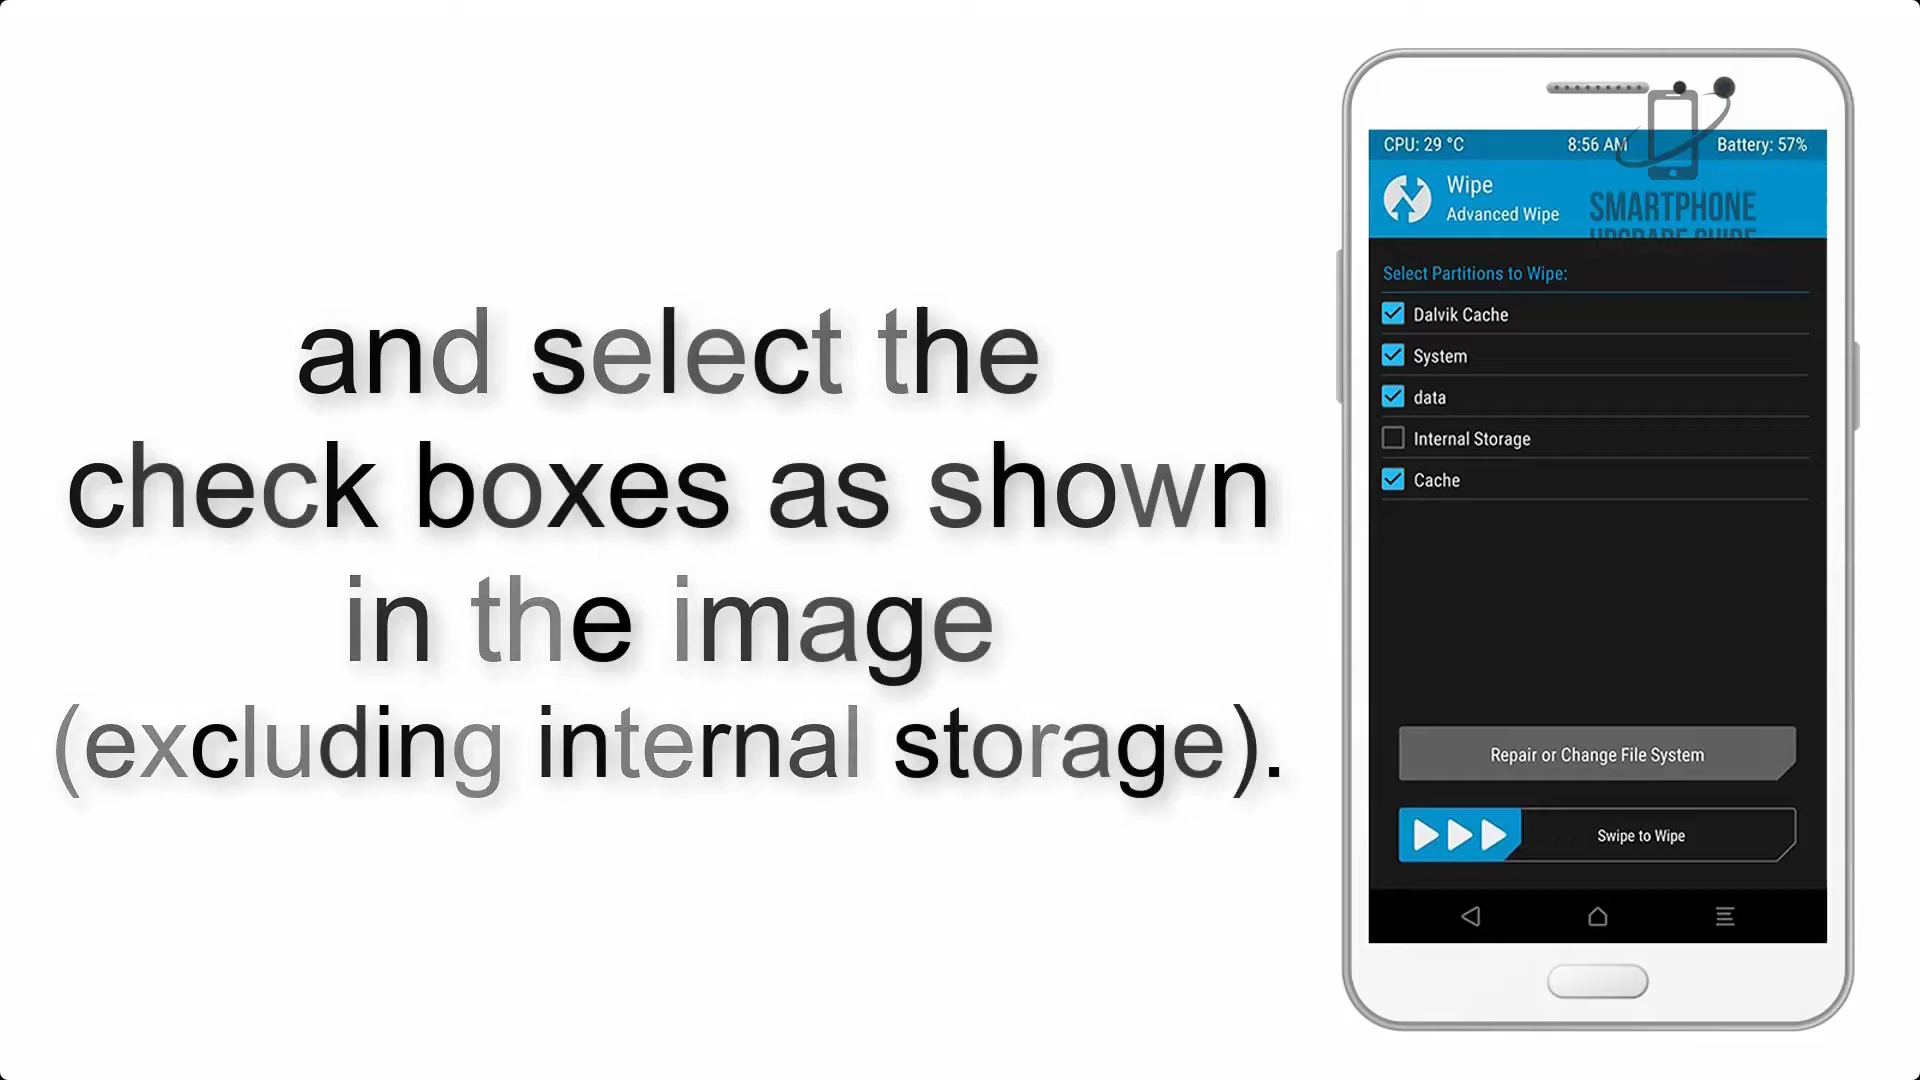 and select the
check boxes as shown
in the image
(excluding internal storage).
CPU: 29 °C 8:56 AM Battery: 57%
Wipe
Advanced Wipe
SMARTPHONE
UPGRADE GUIDE
Select Partitions to Wipe:
Dalvik Cache
System
data
Internal Storage
Cache
Repair or Change File System
Swipe to Wipe